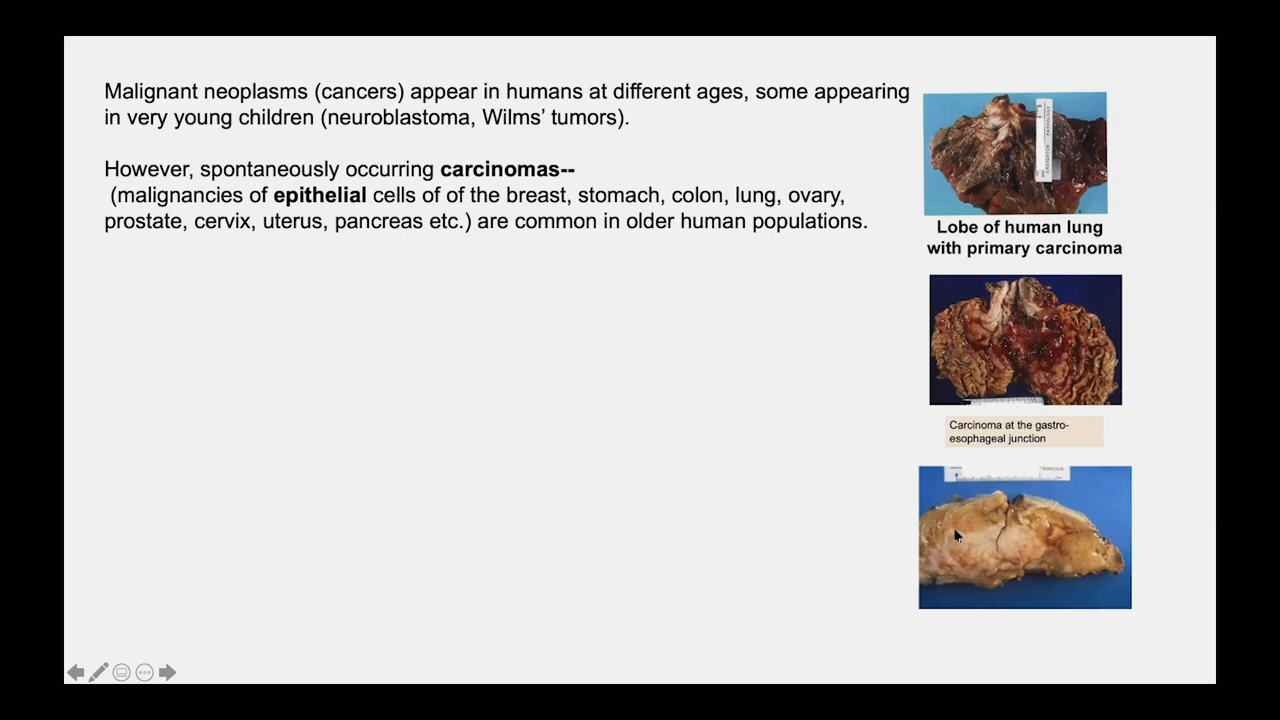 Malignant neoplasms (cancers) appear in humans at different ages, some appearing
in very young children (neuroblastoma, Wilms’ tumors).
However, spontaneously occurring carcinomas--
(malignancies of epithelial cells of of the breast, stomach, colon, lung, ovary,
prostate, cervix, uterus, pancreas etc.) are common in older human populations.
CREIGHTON PATHOLOGY
Lobe of human lung
with primary carcinoma
Carcinoma at the gastro-
esophageal junction